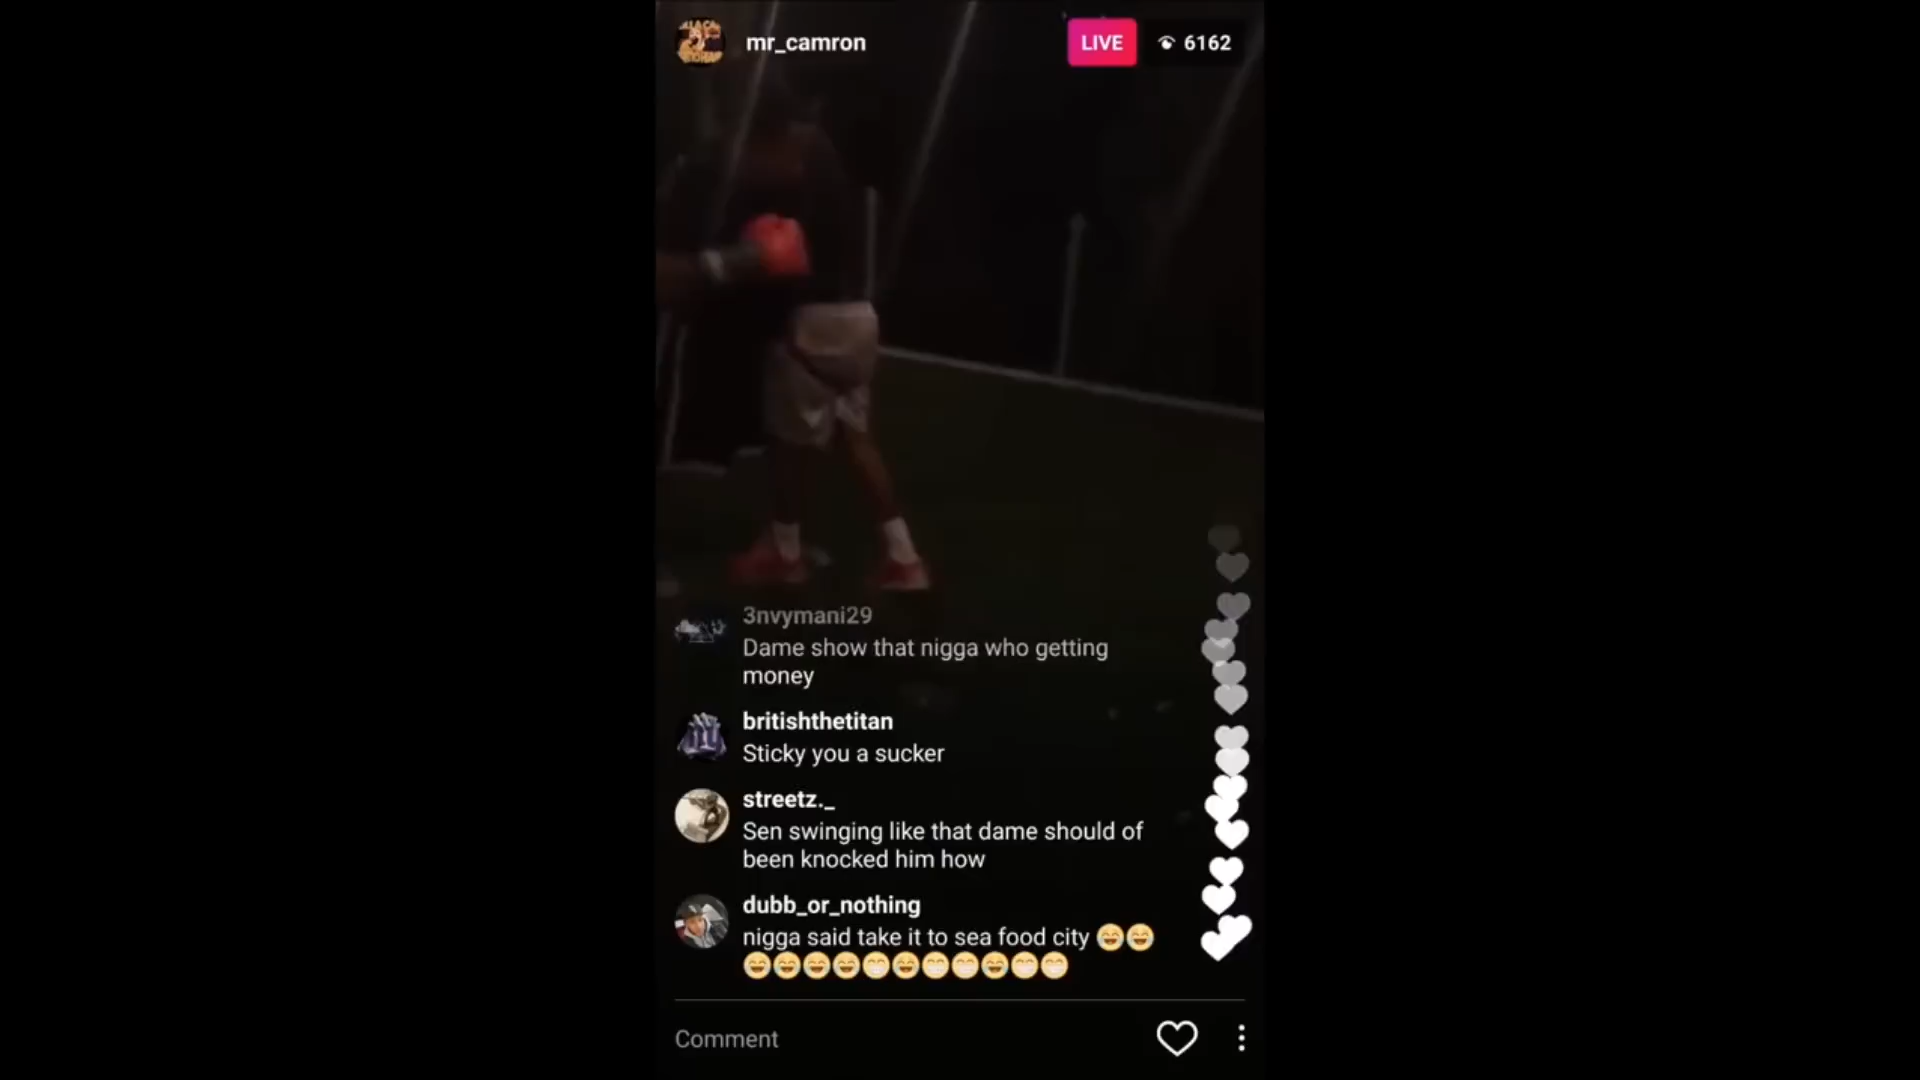 mr_camron
LIVE
6162
3nvymani29
Dame show that nigga who getting
money
britishthetitan
Sticky you a sucker
streetz._
Sen swinging like that dame should of
been knocked him how
dubb_or_nothing
nigga said take it to sea food city 😂😂
😂😂😂😂😁😂😁😁😂😁😁
Comment